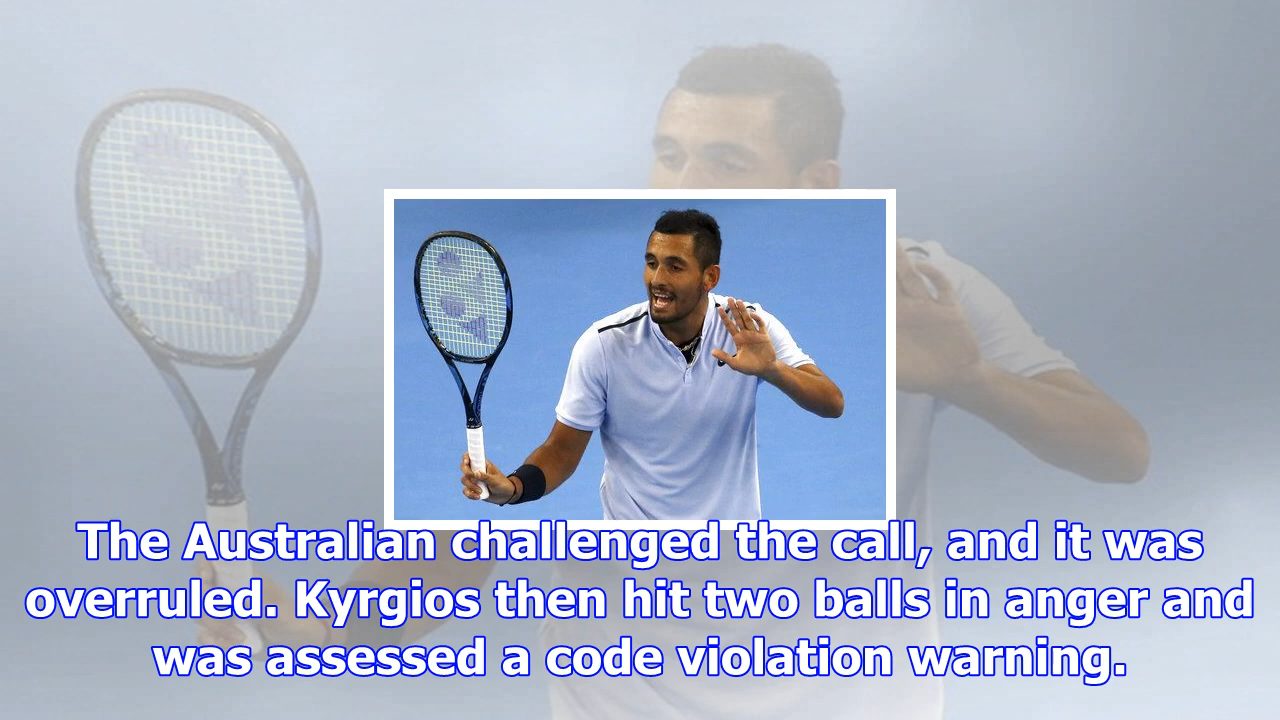 The Australian challenged the call, and it was
overruled. Kyrgios then hit two balls in anger and
was assessed a code violation warning.